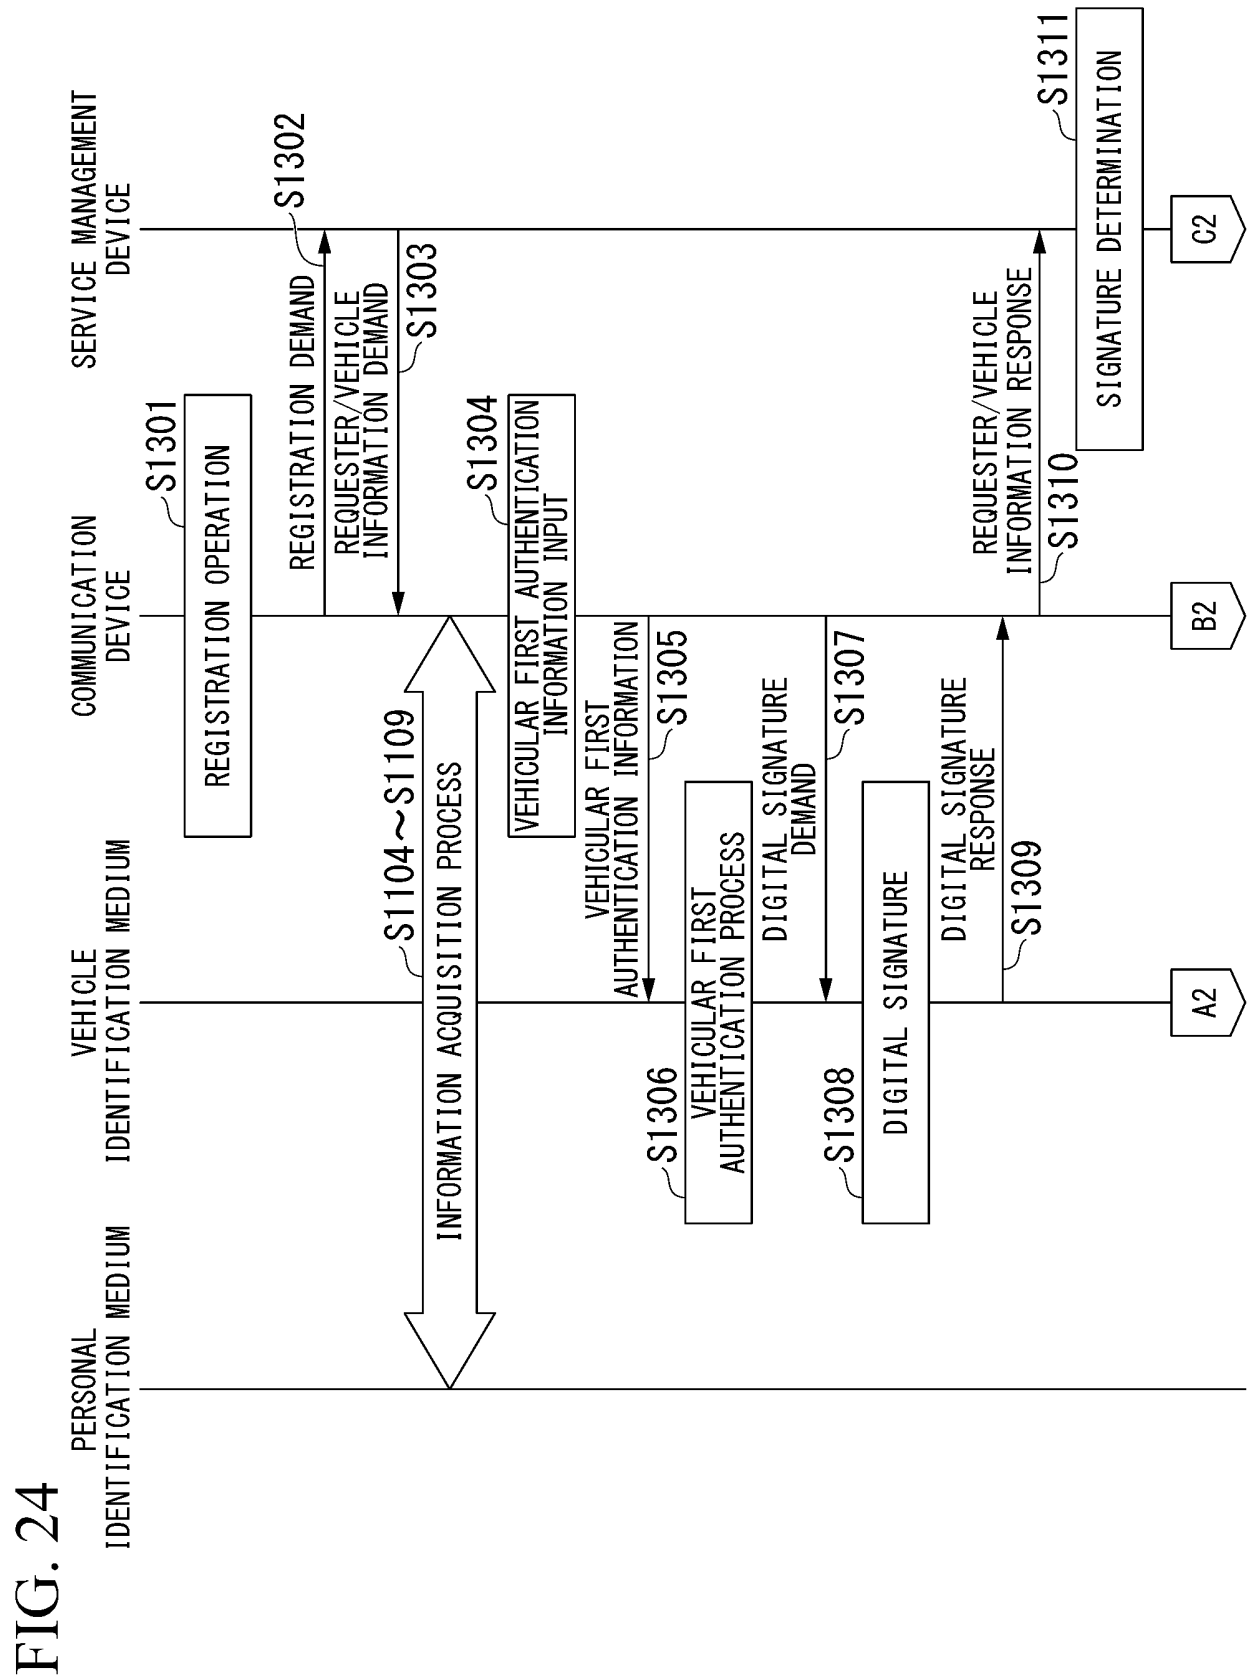 FIG. 24
PERSONAL
IDENTIFICATION MEDIUM
VEHICLE
IDENTIFICATION MEDIUM
COMMUNICATION
DEVICE
SERVICE MANAGEMENT
DEVICE
S1301
REGISTRATION OPERATION
S1302
REGISTRATION DEMAND
REQUESTER/VEHICLE
INFORMATION DEMAND
S1303
S1104~S1109
INFORMATION ACQUISITION PROCESS
S1304
VEHICULAR FIRST AUTHENTICATION
INFORMATION INPUT
VEHICULAR FIRST
AUTHENTICATION INFORMATION
S1305
S1306
VEHICULAR FIRST
AUTHENTICATION PROCESS
DIGITAL SIGNATURE
DEMAND
S1307
S1308
DIGITAL SIGNATURE
DIGITAL SIGNATURE
RESPONSE
S1309
REQUESTER/VEHICLE
INFORMATION RESPONSE
S1310
S1311
SIGNATURE DETERMINATION
A2
B2
C2